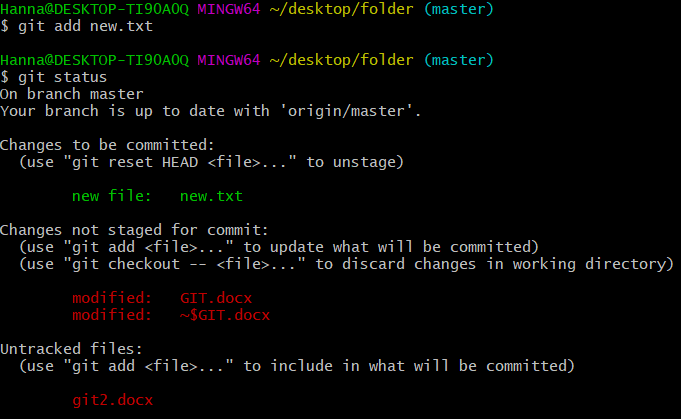 Hanna@DESKTOP-TI9OAOQ MINGW64 ~/desktop/folder (master)
$ git add new.txt
Hanna@DESKTOP-TI9OAOQ MINGW64 ~/desktop/folder (master)
$ git status
On branch master
Your branch is up to date with 'origin/master'.
Changes to be committed:
(use "git reset HEAD <file>..." to unstage)
new file: new.txt
Changes not staged for commit:
(use "git add <file>..." to update what will be committed)
(use "git checkout -- <file>..." to discard changes in working directory)
modified: GIT.docx
modified: ~$GIT.docx
Untracked files:
(use "git add <file>..." to include in what will be committed)
git2.docx